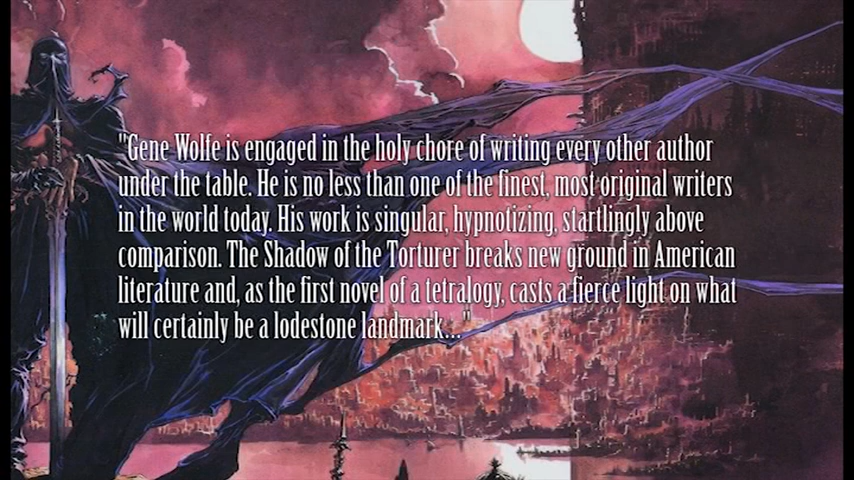 "Gene Wolfe is engaged in the holy chore of writing every other author
under the table. He is no less than one of the finest, most original writers
in the world today. His work is singular, hypnotizing, startlingly above
comparison. The Shadow of the Torturer breaks new ground in American
literature and, as the first novel of a tetralogy, casts a fierce light on what
will certainly be a lodestone landmark..."